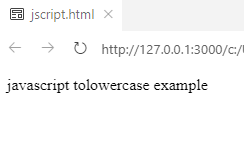 jscript.html
http://127.0.0.1:3000/c:/
javascript tolowercase example